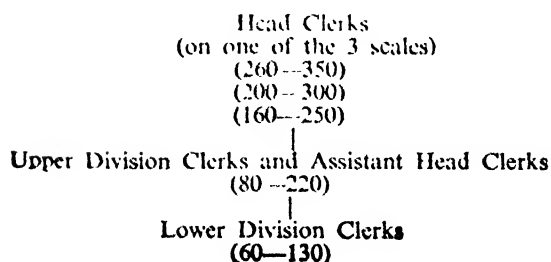 Head Clerks
(on one of the 3 scales)
(260—350)
(200--300)
(160—250)
Upper Division Clerks and Assistant Head Clerks
(80 --220)
Lower Division Clerks
(60—130)